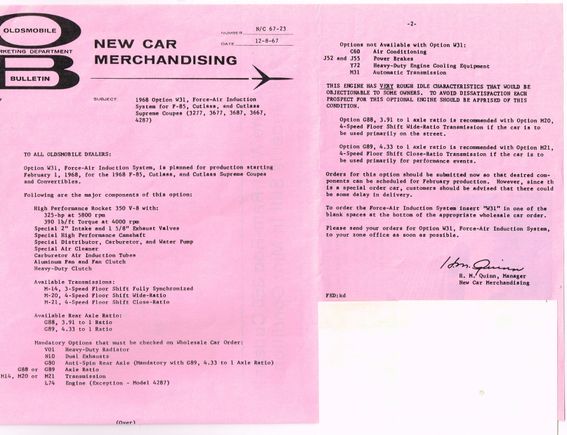 OLDSMOBILE
MARKETING DEPARTMENT
BULLETIN
NEW CAR
MERCHANDISING
NUMBER N/C 67-23
DATE 12-8-67
SUBJECT: 1968 Option W31, Force-Air Induction
System for F-85, Cutlass, and Cutlass
Supreme Coupes (3277, 3677, 3687, 3667,
4287)
TO ALL OLDSMOBILE DEALERS:
Option W31, Force-Air Induction System, is planned for production starting
February 1, 1968, for the 1968 F-85, Cutlass, and Cutlass Supreme Coupes
and Convertibles.
Following are the major components of this option:
High Performance Rocket 350 V-8 with:
325-hp at 5800 rpm
390 lb/ft Torque at 4000 rpm
Special 2" Intake and 1 5/8" Exhaust Valves
Special High Performance Camshaft
Special Distributor, Carburetor, and Water Pump
Special Air Cleaner
Carburetor Air Induction Tubes
Aluminum Fan and Fan Clutch
Heavy-Duty Clutch
Available Transmissions:
M-14, 3-Speed Floor Shift Fully Synchronized
M-20, 4-Speed Floor Shift Wide-Ratio
M-21, 4-Speed Floor Shift Close-Ratio
Available Rear Axle Ratio:
G88, 3.91 to 1 Ratio
G89, 4.33 to 1 Ratio
Mandatory Options that must be checked on Wholesale Car Order:
V01 Heavy-Duty Radiator
N10 Dual Exhausts
G80 Anti-Spin Rear Axle (Mandatory with G89, 4.33 to 1 Axle Ratio)
G88 or G89 Axle Ratio
M14, M20 or M21 Transmission
L74 Engine (Exception - Model 4287)
(Over)
-2-
Options not Available with Option W31:
C60 Air Conditioning
J52 and J55 Power Brakes
Y72 Heavy-Duty Engine Cooling Equipment
M31 Automatic Transmission
THIS ENGINE HAS VERY ROUGH IDLE CHARACTERISTICS THAT WOULD BE
OBJECTIONABLE TO SOME OWNERS. TO AVOID DISSATISFACTION EACH
PROSPECT FOR THIS OPTIONAL ENGINE SHOULD BE APPRISED OF THIS
CONDITION.
Option G88, 3.91 to 1 axle ratio is recommended with Option M20,
4-Speed Floor Shift Wide-Ratio Transmission if the car is to
be used primarily on the street.
Option G89, 4.33 to 1 axle ratio is recommended with Option M21,
4-Speed Floor Shift Close-Ratio Transmission if the car is to
be used primarily for performance events.
Orders for this option should be submitted now so that desired com-
ponents can be scheduled for February production. However, since th
is a special order car, customers should be advised that there could
be some delay in delivery.
To order the Force-Air Induction System insert "W31" in one of the
blank spaces at the bottom of the appropriate wholesale car order.
Please send your orders for Option W31, Force-Air Induction System,
to your zone office as soon as possible.
H.M. Quinn
H. M. Quinn, Manager
New Car Merchandising
FED:kd